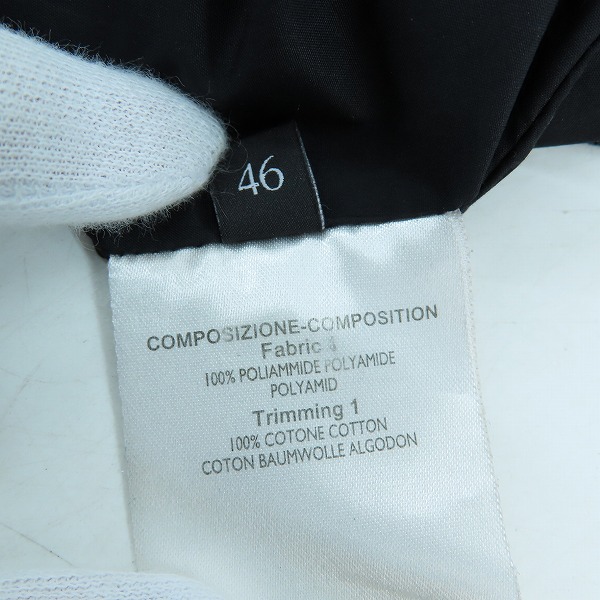 46
COMPOSIZIONE-COMPOSITION
Fabric
100% POLIAMMIDE POLYAMIDE
POLYAMID
Trimming 1
100% COTONE COTTON
COTON BAUMWOLLE ALGODON